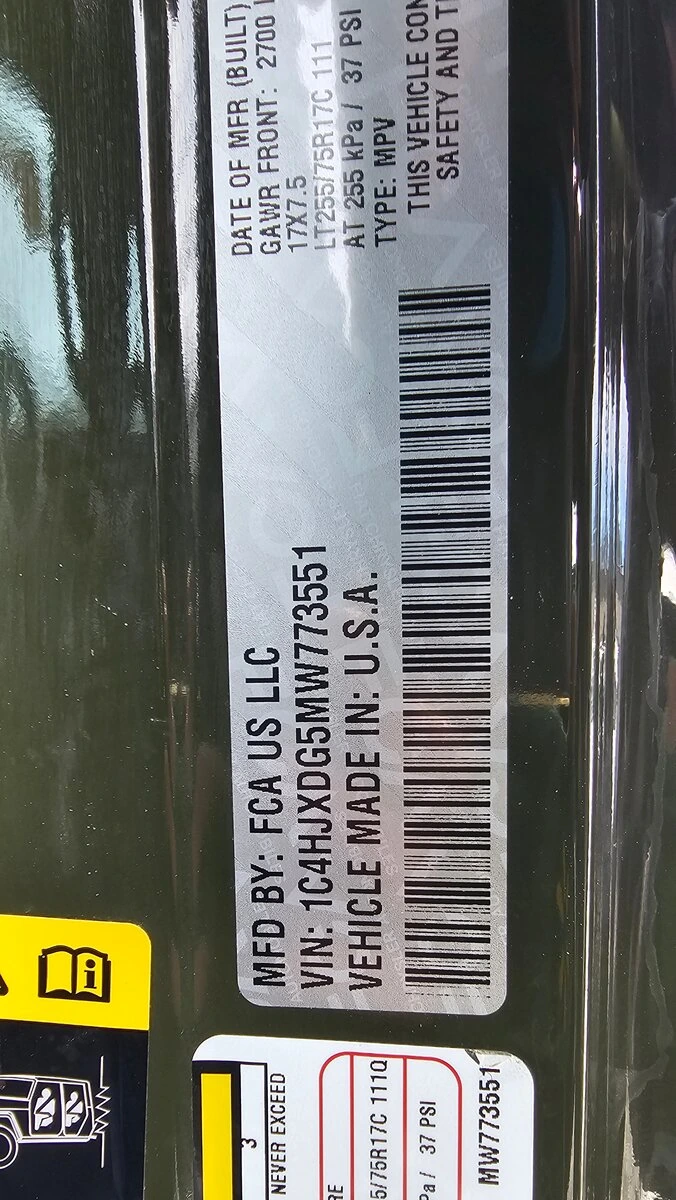 MFD BY: FCA US LLC
VIN: 1C4HJXDG5MW773551
VEHICLE MADE IN: U.S.A.
DATE OF MFR (BUILT)
GAWR FRONT: 2700
17X7.5
LT255/75R17C 111
AT 255 kPa / 37 PSI
TYPE: MPV
THIS VEHICLE CON
SAFETY AND
3
NEVER EXCEED
RE
5/75R17C 111Q
Pa / 37 PSI
MW773551